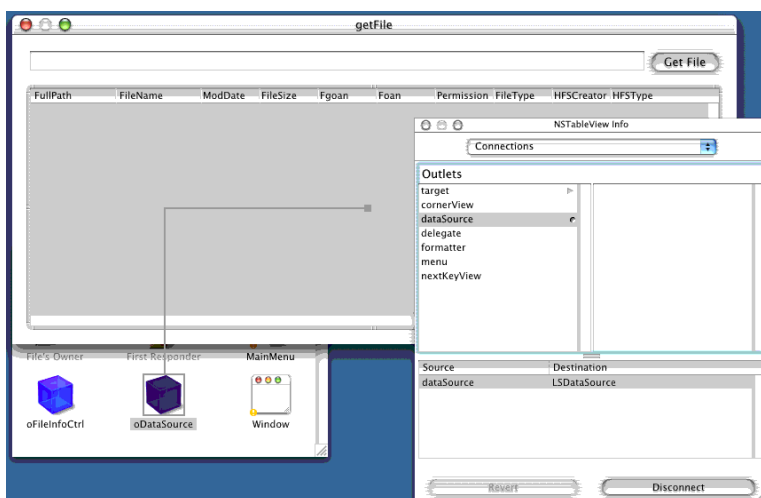 getFile
Get File
FullPath FileName ModDate FileSize Fgoan Foan Permission FileType HFSCreator HFSType
NSTableView Info
Connections
Outlets
target
cornerView
dataSource
delegate
formatter
menu
nextKeyView
File's Owner First Responder MainMenu
Source Destination
dataSource LSDataSource
oFileInfoCtrl oDataSource Window
Revert Disconnect